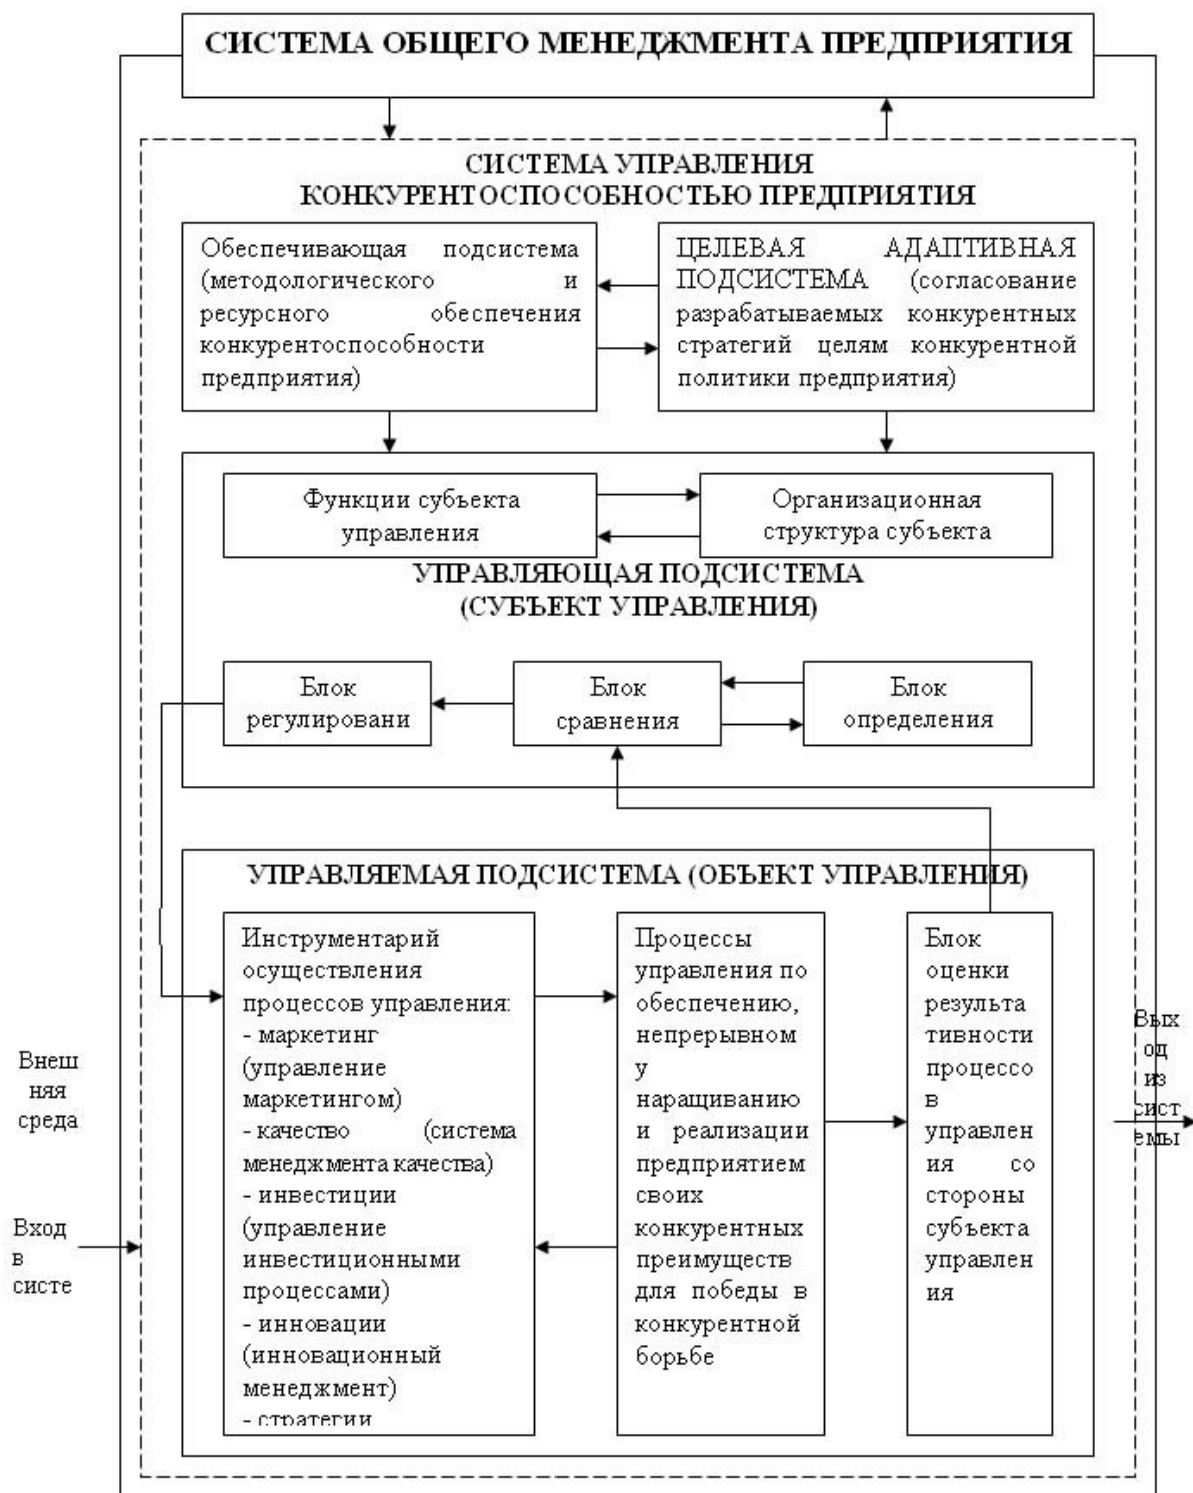 СИСТЕМА ОБЩЕГО МЕНЕДЖМЕНТА ПРЕДПРИЯТИЯ
СИСТЕМА УПРАВЛЕНИЯ
КОНКУРЕНТОСПОСОБНОСТЬЮ ПРЕДПРИЯТИЯ
Обеспечивающая подсистема
(методологического и
ресурсного обеспечения
конкурентоспособности
предприятия)
ЦЕЛЕВАЯ АДАПТИВНАЯ
ПОДСИСТЕМА (согласование
разрабатываемых конкурентных
стратегий целям конкурентной
политики предприятия)
Функции субъекта
управления
Организационная
структура субъекта
УПРАВЛЯЮЩАЯ ПОДСИСТЕМА
(СУБЪЕКТ УПРАВЛЕНИЯ)
Блок
регулировани
Блок
сравнения
Блок
определения
УПРАВЛЯЕМАЯ ПОДСИСТЕМА (ОБЪЕКТ УПРАВЛЕНИЯ)
Инструментарий
осуществления
процессов управления:
- маркетинг
(управление
маркетингом)
- качество (система
менеджмента качества)
- инвестиции
(управление
инвестиционными
процессами)
- инновации
(инновационный
менеджмент)
- стратегии
Процессы
управления по
обеспечению,
непрерывном
у
наращиванию
и реализации
предприятием
своих
конкурентных
преимуществ
для победы в
конкурентной
борьбе
Блок
оценки
результа
тивности
процессо
в
управлен
ия со
стороны
субъекта
управлен
ия
Внеш
няя
среда
Вход
в
систе
Вых
од
из
сист
емы